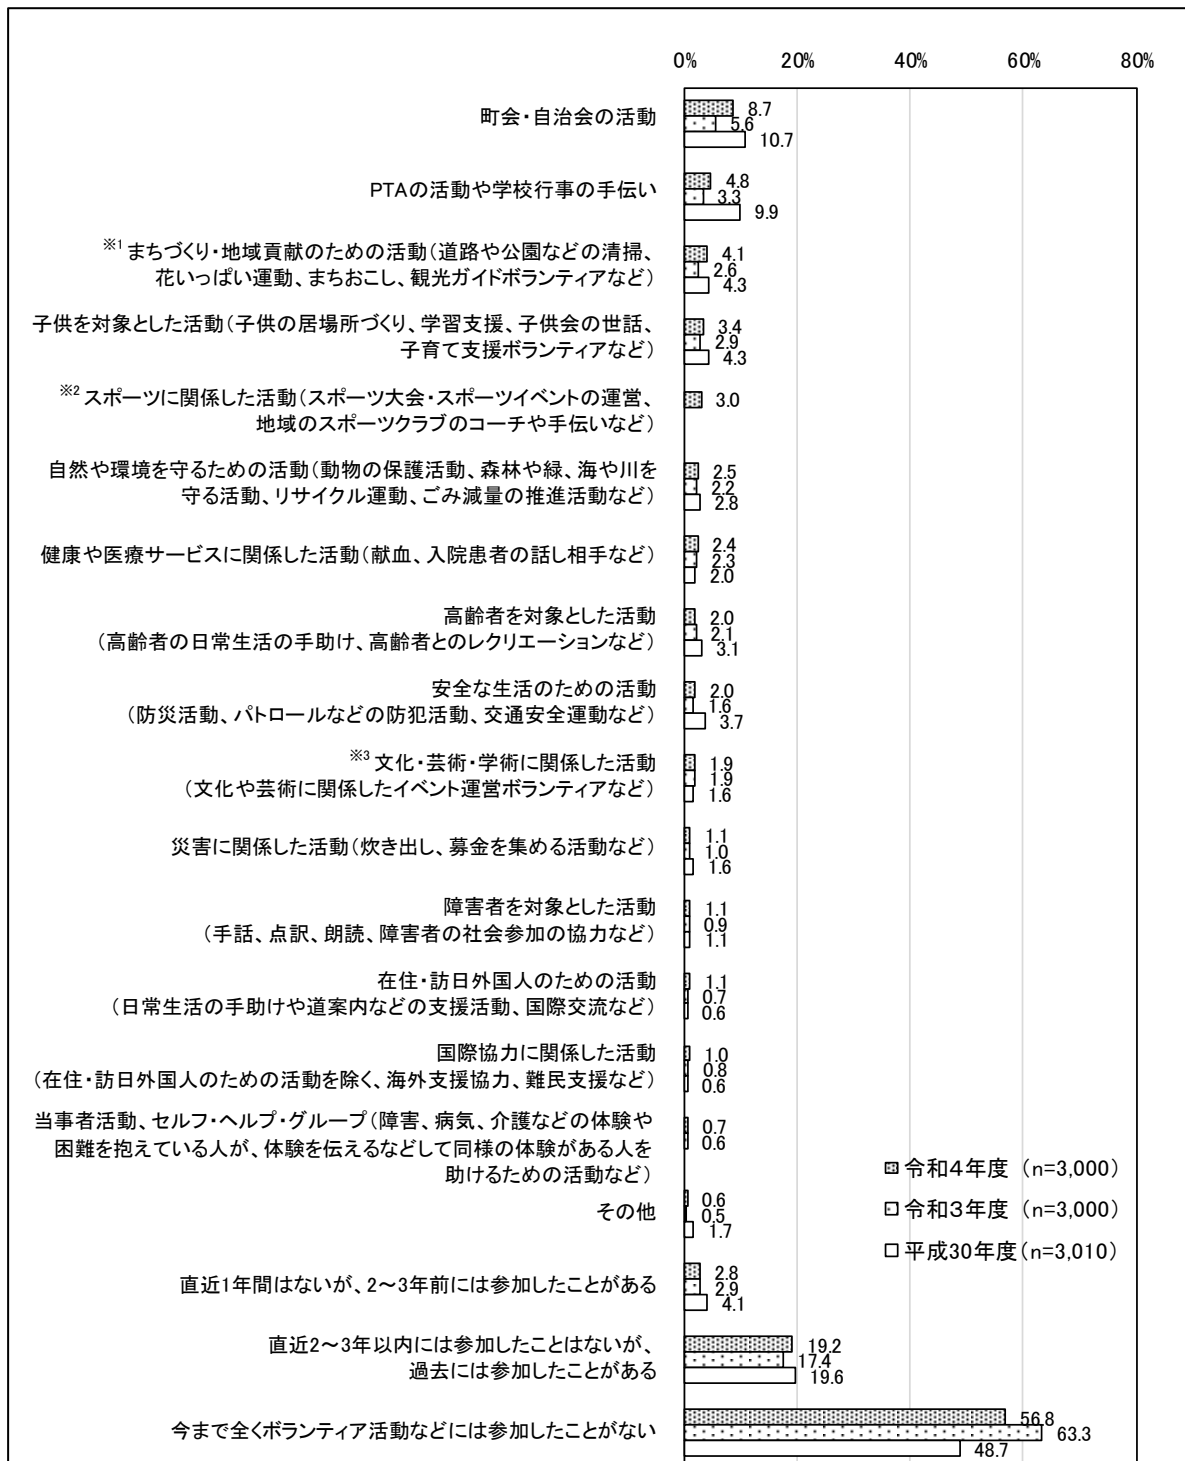 0% 20% 40% 60% 80%
町会・自治会の活動
8.7
5.6
10.7
PTAの活動や学校行事の手伝い
4.8
3.3
9.9
※1 まちづくり・地域貢献のための活動（道路や公園などの清掃、
花いっぱい運動、まちおこし、観光ガイドボランティアなど）
4.1
2.6
4.3
子供を対象とした活動（子供の居場所づくり、学習支援、子供会の世話、
子育て支援ボランティアなど）
3.4
2.9
4.3
※2 スポーツに関係した活動（スポーツ大会・スポーツイベントの運営、
地域のスポーツクラブのコーチや手伝いなど）
3.0
自然や環境を守るための活動（動物の保護活動、森林や緑、海や川を
守る活動、リサイクル運動、ごみ減量の推進活動など）
2.5
2.2
2.8
健康や医療サービスに関係した活動（献血、入院患者の話し相手など）
2.4
2.3
2.0
高齢者を対象とした活動
（高齢者の日常生活の手助け、高齢者とのレクリエーションなど）
2.0
2.1
3.1
安全な生活のための活動
（防災活動、パトロールなどの防犯活動、交通安全運動など）
2.0
1.6
3.7
※3 文化・芸術・学術に関係した活動
（文化や芸術に関係したイベント運営ボランティアなど）
1.9
1.9
1.6
災害に関係した活動（炊き出し、募金を集める活動など）
1.1
1.0
1.6
障害者を対象とした活動
（手話、点訳、朗読、障害者の社会参加の協力など）
1.1
0.9
1.1
在住・訪日外国人のための活動
（日常生活の手助けや道案内などの支援活動、国際交流など）
1.1
0.7
0.6
国際協力に関係した活動
（在住・訪日外国人のための活動を除く、海外支援協力、難民支援など）
1.0
0.8
0.6
当事者活動、セルフ・ヘルプ・グループ（障害、病気、介護などの体験や
困難を抱えている人が、体験を伝えるなどして同様の体験がある人を
助けるための活動など）
0.7
0.6
その他
0.6
0.5
1.7
直近1年間はないが、2～3年前には参加したことがある
2.8
2.9
4.1
直近2～3年以内には参加したことはないが、
過去には参加したことがある
19.2
17.4
19.6
今まで全くボランティア活動などには参加したことがない
56.8
63.3
48.7
令和４年度 （n=3,000）
令和３年度 （n=3,000）
平成30年度（n=3,010）